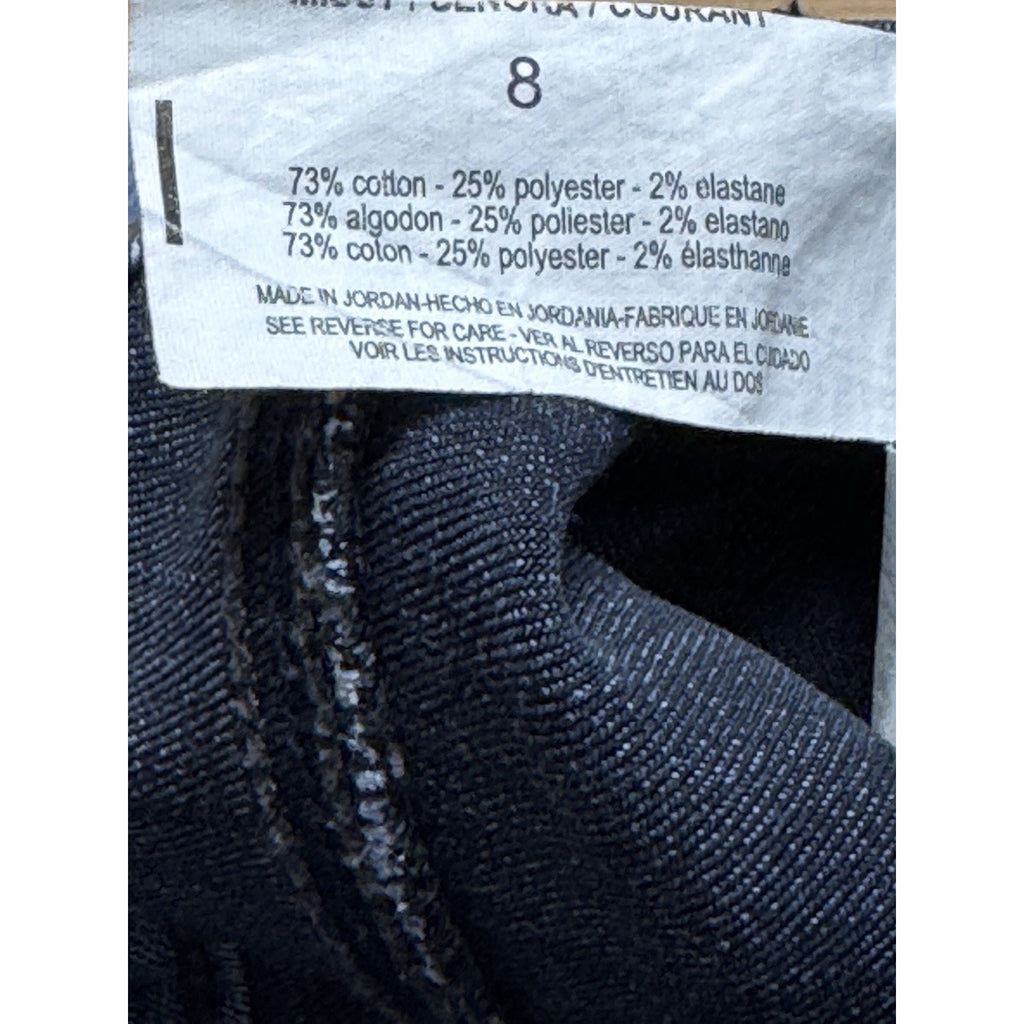 8
73% cotton - 25% polyester - 2% elastane
73% algodon - 25% poliester - 2% elastano
73% coton - 25% polyester - 2% élasthanne
MADE IN JORDAN-HECHO EN JORDANIA-FABRIQUE EN JORDANIE
SEE REVERSE FOR CARE - VER AL REVERSO PARA EL CUIDADO
VOIR LES INSTRUCTIONS D'ENTRETIEN AU DOS